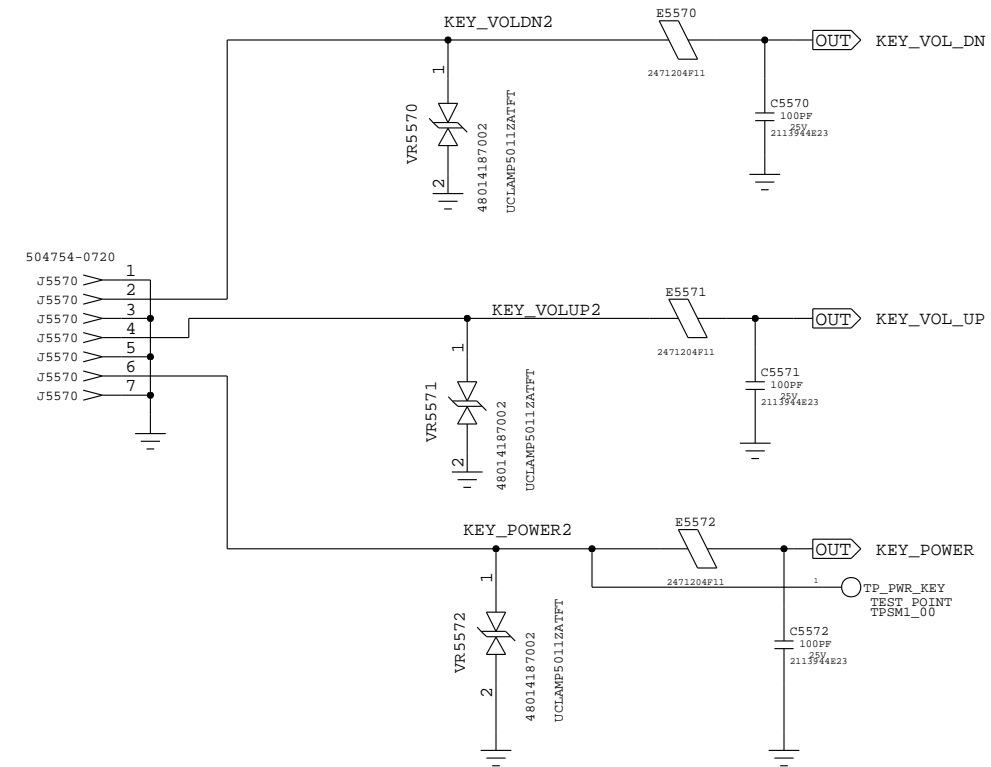 KEY_VOLDN2
E5570
2471204F11
OUT
KEY_VOL_DN
1
VR5570
2
48014187002
UCLAMP5011ZATFT
C5570
100PF
25V
2113944E23
504754-0720
J5570 1
J5570 2
J5570 3
J5570 4
J5570 5
J5570 6
J5570 7
KEY_VOLUP2
E5571
2471204F11
OUT
KEY_VOL_UP
1
VR5571
2
48014187002
UCLAMP5011ZATFT
C5571
100PF
25V
2113944E23
KEY_POWER2
E5572
2471204F11
OUT
KEY_POWER
1
TP_PWR_KEY
TEST POINT
TPSM1_00
1
VR5572
2
48014187002
UCLAMP5011ZATFT
C5572
100PF
25V
2113944E23